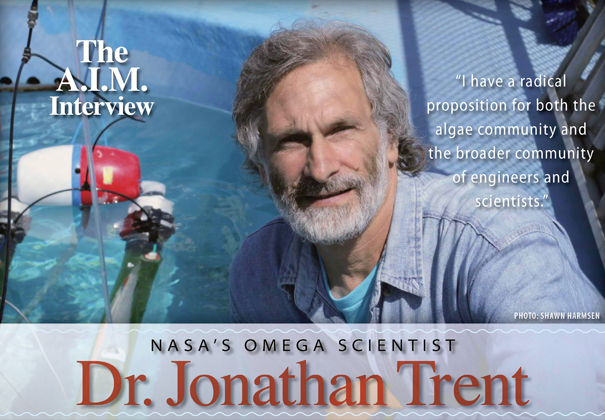 The
A.I.M.
Interview
“I have a radical
proposition for both the
algae community and
the broader community
of engineers and
scientists.”
PHOTO: SHAWN HARMSEN
NASA’S OMEGA SCIENTIST
Dr. Jonathan Trent